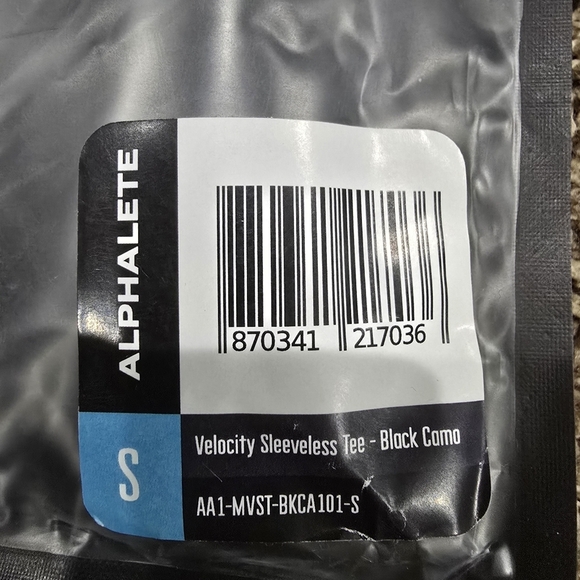 ALPHALETE
870341 217036
S
Velocity Sleeveless Tee - Black Camo
AA1-MVST-BKCA101-S